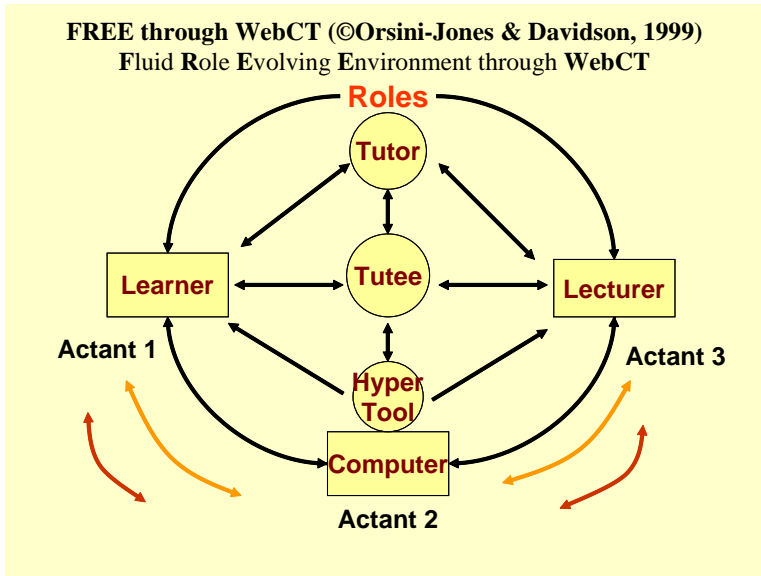 FREE through WebCT (©Orsini-Jones & Davidson, 1999)
Fluid Role Evolving Environment through WebCT
Roles
Tutor
Learner
Tutee
Lecturer
Actant 1
Actant 3
Hyper
Tool
Computer
Actant 2